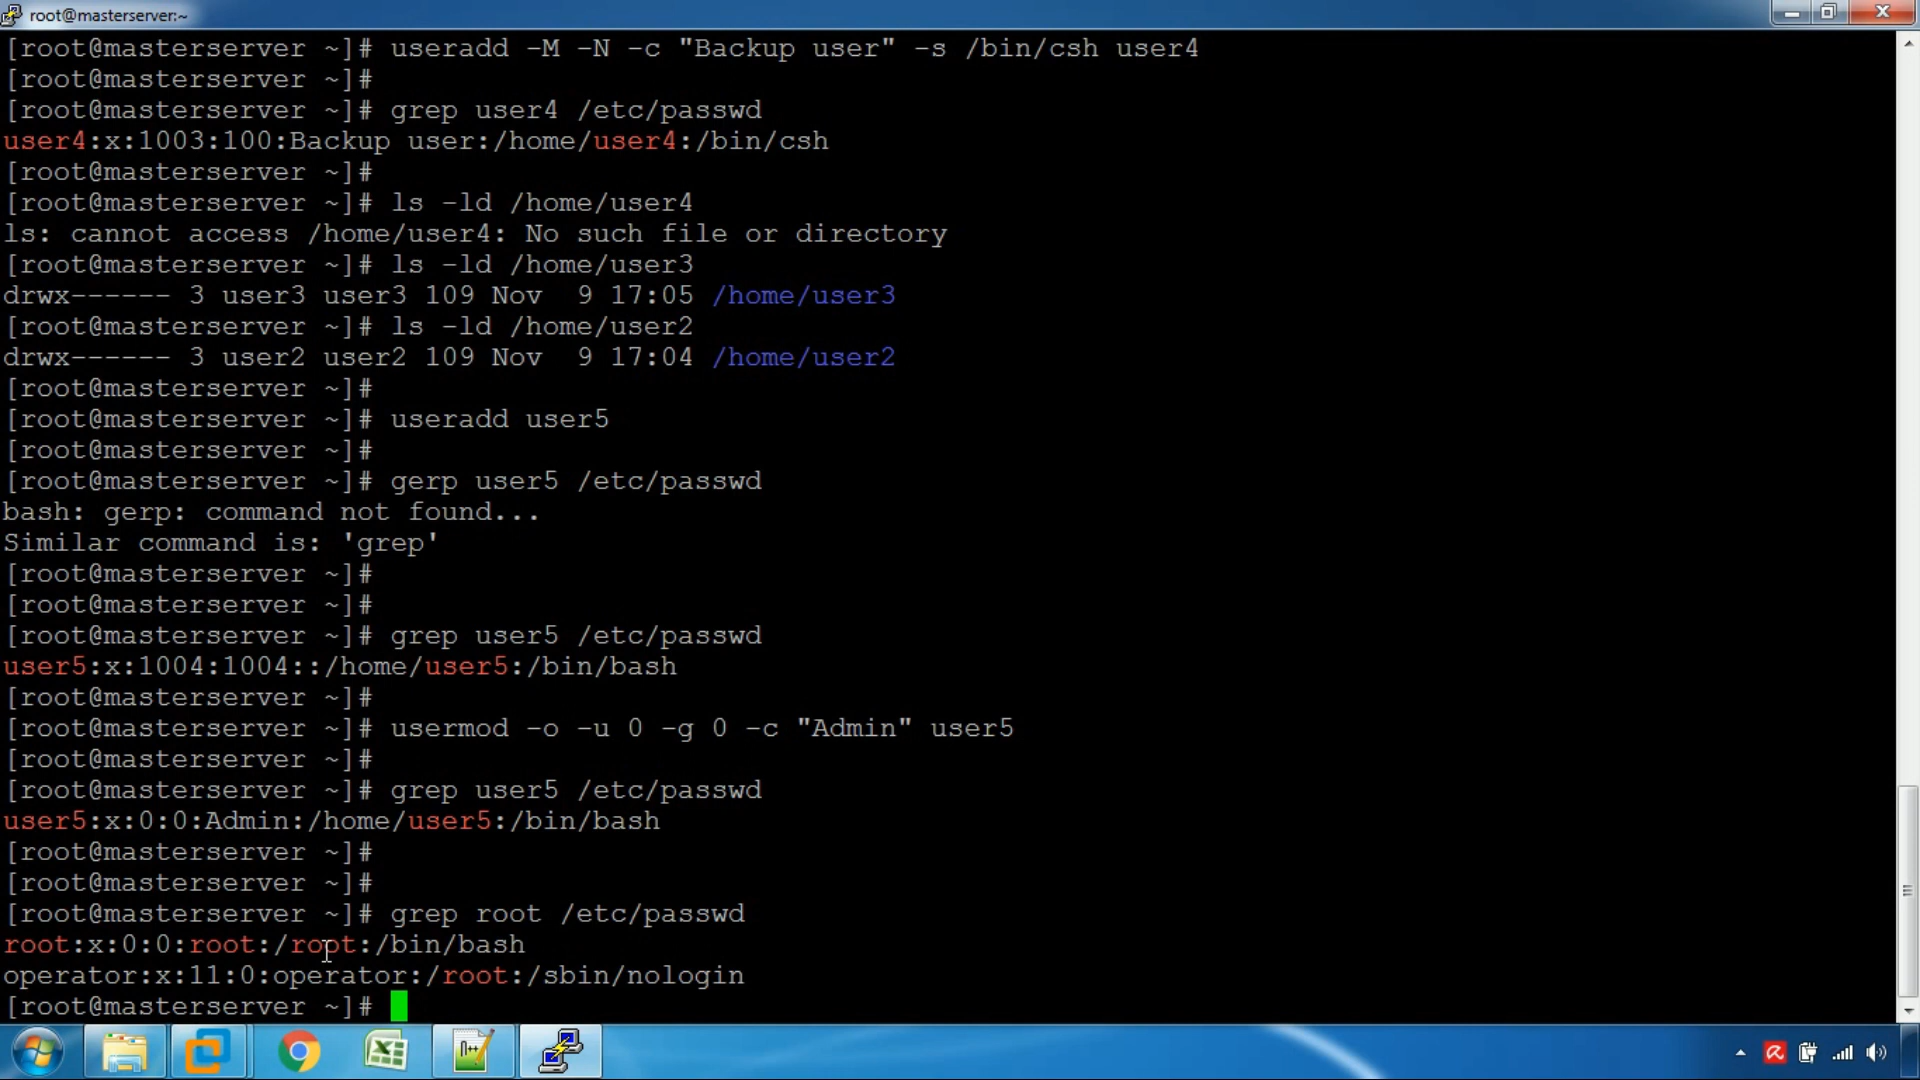 root@masterserver:~
[root@masterserver ~]# useradd -M -N -c "Backup user" -s /bin/csh user4
[root@masterserver ~]#
[root@masterserver ~]# grep user4 /etc/passwd
user4:x:1003:100:Backup user:/home/user4:/bin/csh
[root@masterserver ~]#
[root@masterserver ~]# ls -ld /home/user4
ls: cannot access /home/user4: No such file or directory
[root@masterserver ~]# ls -ld /home/user3
drwx------ 3 user3 user3 109 Nov  9 17:05 /home/user3
[root@masterserver ~]# ls -ld /home/user2
drwx------ 3 user2 user2 109 Nov  9 17:04 /home/user2
[root@masterserver ~]#
[root@masterserver ~]# useradd user5
[root@masterserver ~]#
[root@masterserver ~]# gerp user5 /etc/passwd
bash: gerp: command not found...
Similar command is: 'grep'
[root@masterserver ~]#
[root@masterserver ~]#
[root@masterserver ~]# grep user5 /etc/passwd
user5:x:1004:1004::/home/user5:/bin/bash
[root@masterserver ~]#
[root@masterserver ~]# usermod -o -u 0 -g 0 -c "Admin" user5
[root@masterserver ~]#
[root@masterserver ~]# grep user5 /etc/passwd
user5:x:0:0:Admin:/home/user5:/bin/bash
[root@masterserver ~]#
[root@masterserver ~]#
[root@masterserver ~]# grep root /etc/passwd
root:x:0:0:root:/root:/bin/bash
operator:x:11:0:operator:/root:/sbin/nologin
[root@masterserver ~]#